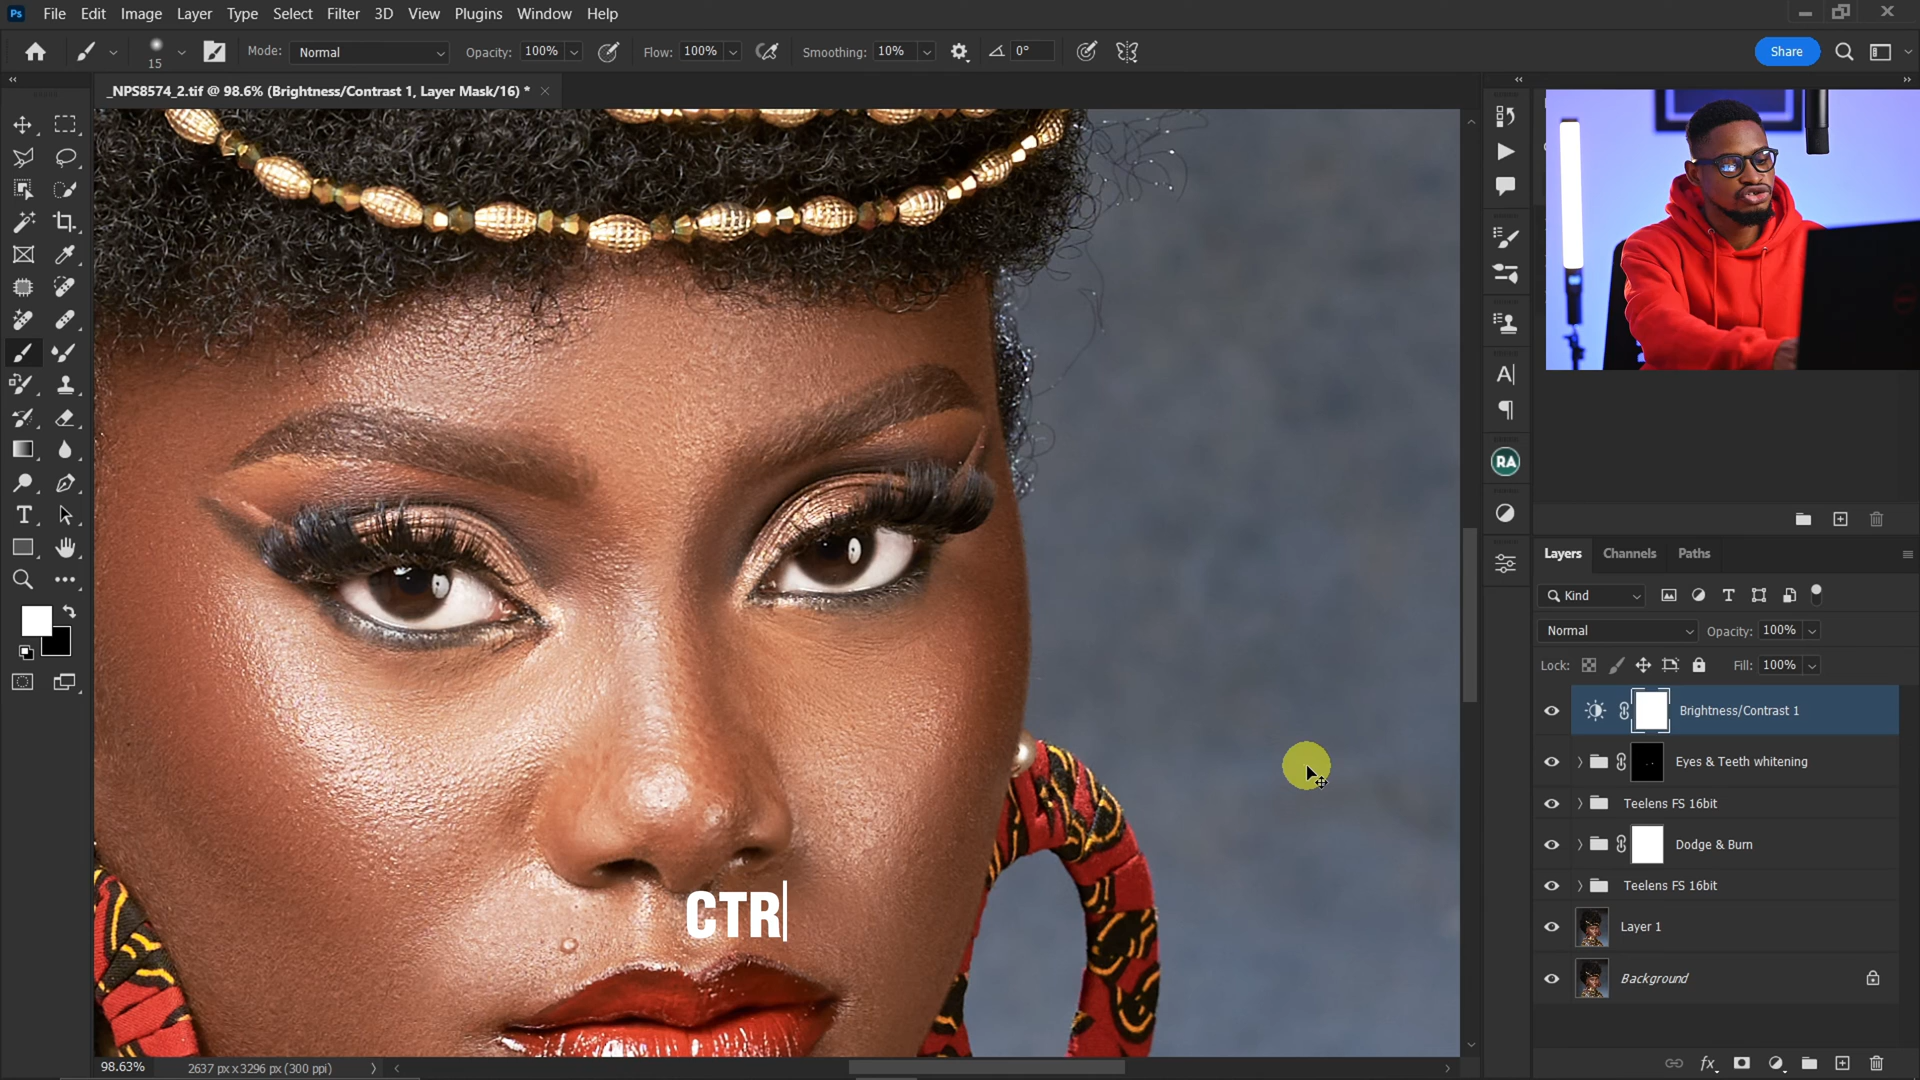 Ps File Edit Image Layer Type Select Filter 3D View Plugins Window Help
15 Mode: Normal Opacity: 100% Flow: 100% Smoothing: 10% 0° Share
_NPS8574_2.tif @ 98.6% (Brightness/Contrast 1, Layer Mask/16) * ×
A|
RA
Layers Channels Paths
Kind
Normal Opacity: 100%
Lock: Fill: 100%
Brightness/Contrast 1
Eyes & Teeth whitening
Teelens FS 16bit
Dodge & Burn
Teelens FS 16bit
Layer 1
Background
CTR
98.63% 2637 px x 3296 px (300 ppi)
fx